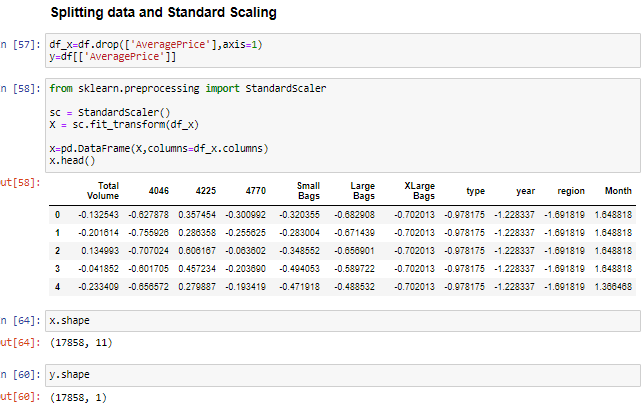 Splitting data and Standard Scaling
n [57]: df_x=df.drop(['AveragePrice'],axis=1)
y=df[['AveragePrice']]
n [58]: from sklearn.preprocessing import StandardScaler
sc = StandardScaler()
X = sc.fit_transform(df_x)
x=pd.DataFrame(X,columns=df_x.columns)
x.head()
ut[58]:
Total Volume 4046 4225 4770 Small Bags Large Bags XLarge Bags type year region Month
0 -0.132543 -0.627878 0.357454 -0.300992 -0.320355 -0.682908 -0.702013 -0.978175 -1.228337 -1.691819 1.648818
1 -0.201614 -0.755926 0.286358 -0.255625 -0.283004 -0.671439 -0.702013 -0.978175 -1.228337 -1.691819 1.648818
2 0.134993 -0.707024 0.606167 -0.063602 -0.348552 -0.656901 -0.702013 -0.978175 -1.228337 -1.691819 1.648818
3 -0.041852 -0.601705 0.457234 -0.203690 -0.494053 -0.589722 -0.702013 -0.978175 -1.228337 -1.691819 1.648818
4 -0.233409 -0.656572 0.279887 -0.193419 -0.471918 -0.488532 -0.702013 -0.978175 -1.228337 -1.691819 1.366468
n [64]: x.shape
ut[64]: (17858, 11)
n [60]: y.shape
ut[60]: (17858, 1)